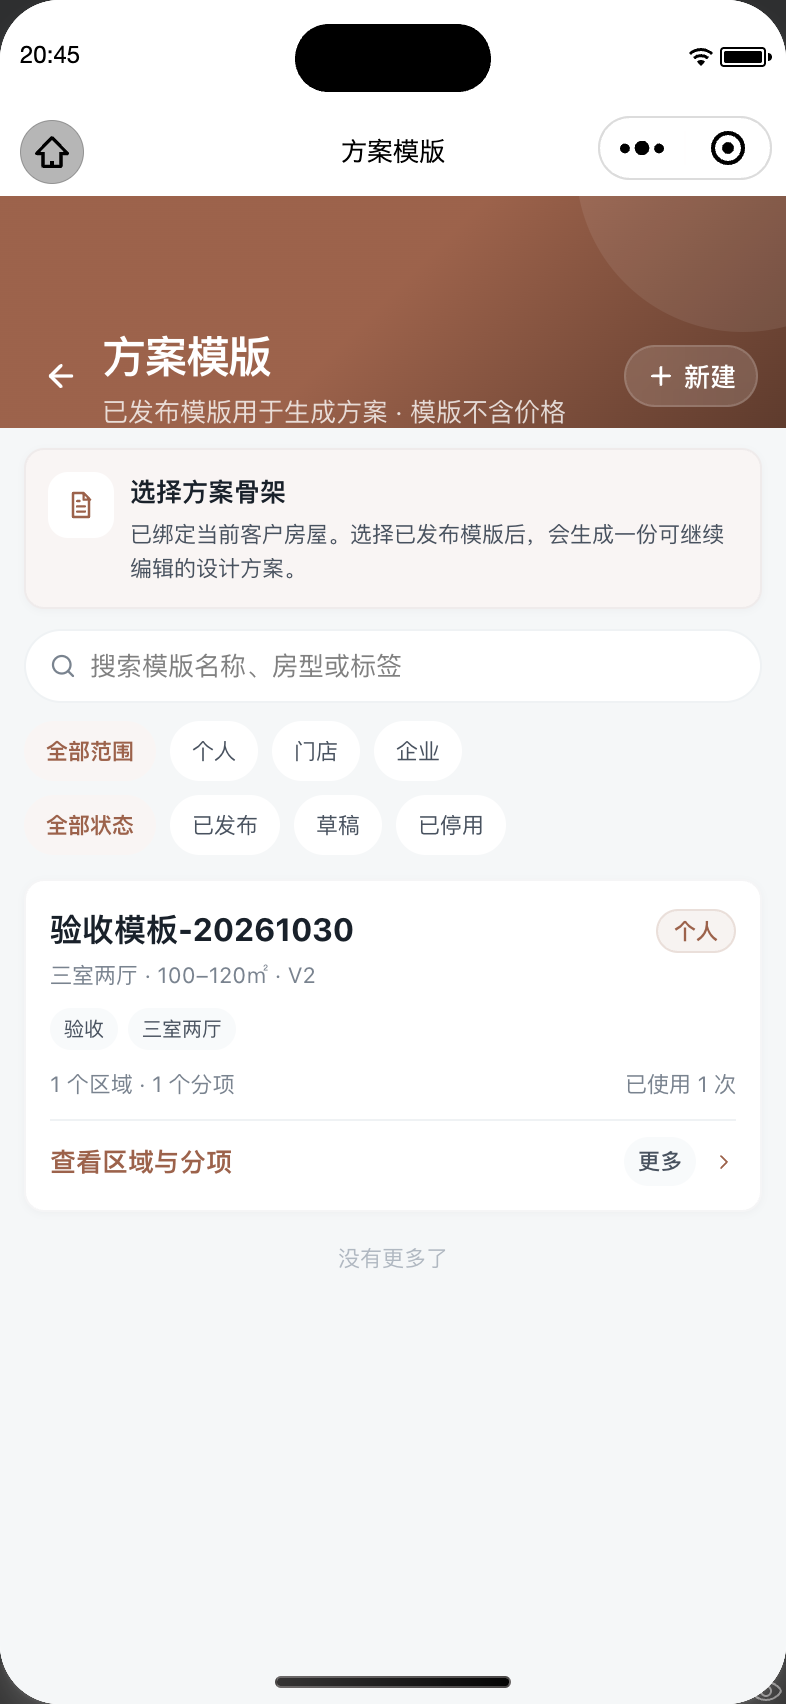 20:45
方案模版
方案模版
新建
已发布模版用于生成方案 · 模版不含价格
选择方案骨架
已绑定当前客户房屋。选择已发布模版后，会生成一份可继续
编辑的设计方案。
搜索模版名称、房型或标签
全部范围 个人 门店 企业
全部状态 已发布 草稿 已停用
验收模板-20261030 个人
三室两厅 · 100–120㎡ · V2
验收 三室两厅
1 个区域 · 1 个分项 已使用 1 次
查看区域与分项 更多
没有更多了